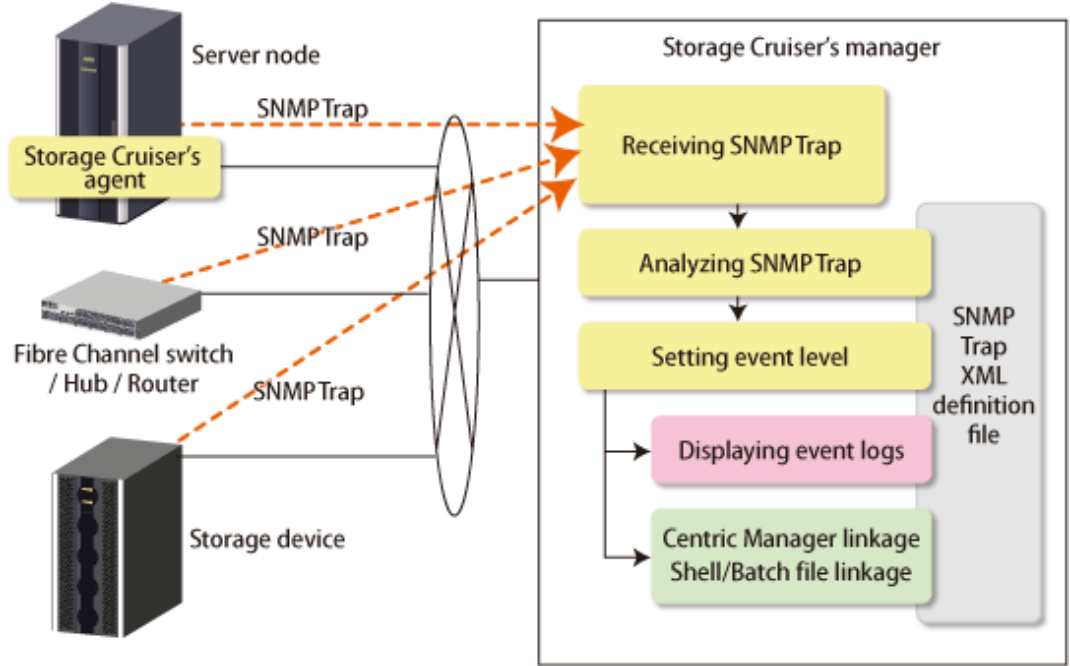 Server node
Storage Cruiser's manager
SNMP Trap
Receiving SNMP Trap
Storage Cruiser's
agent
SNMP Trap
Analyzing SNMP Trap
Fibre Channel switch
/ Hub / Router
Setting event level
SNMP
Trap
XML
definition
file
SNMP Trap
Displaying event logs
Storage device
Centric Manager linkage
Shell/Batch file linkage